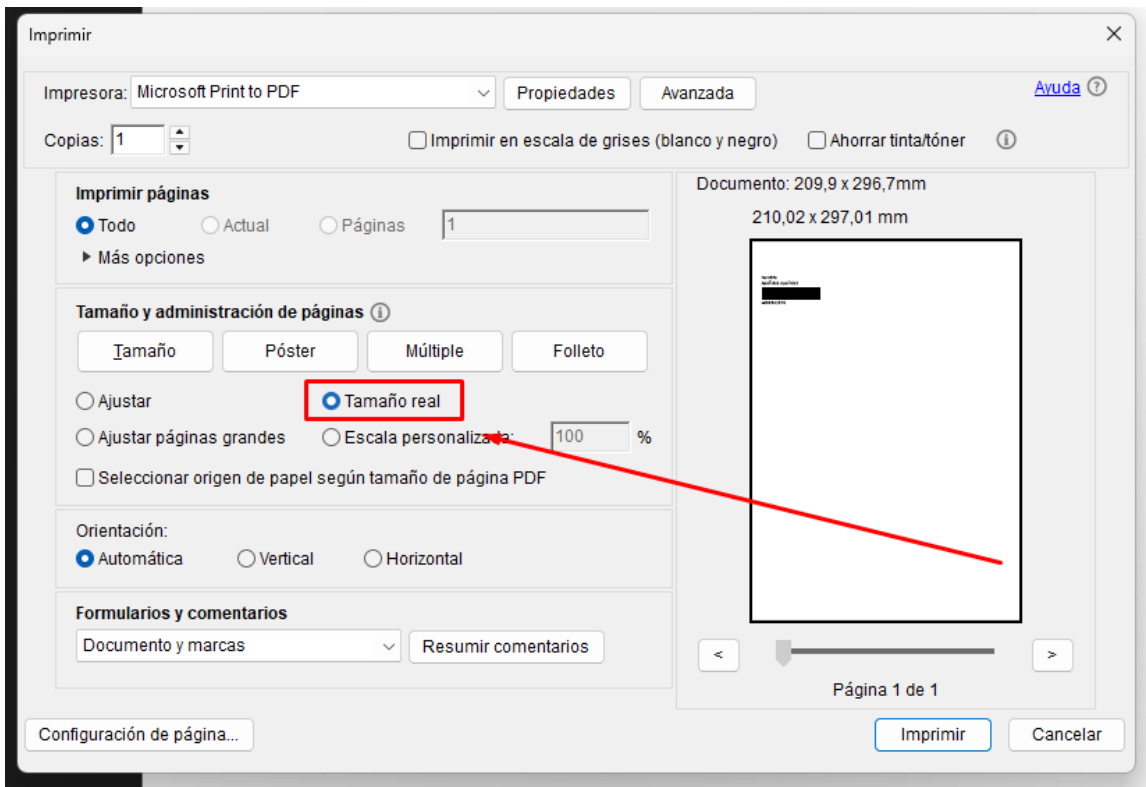 Imprimir
Impresora: Microsoft Print to PDF Propiedades Avanzada Ayuda
Copias: 1 Imprimir en escala de grises (blanco y negro) Ahorrar tinta/tóner
Imprimir páginas
Todo Actual Páginas 1
Más opciones
Tamaño y administración de páginas
Tamaño Póster Múltiple Folleto
Ajustar Tamaño real
Ajustar páginas grandes Escala personalizada: 100 %
Seleccionar origen de papel según tamaño de página PDF
Orientación:
Automática Vertical Horizontal
Formularios y comentarios
Documento y marcas Resumir comentarios
Documento: 209,9 x 296,7mm
210,02 x 297,01 mm
< >
Página 1 de 1
Configuración de página... Imprimir Cancelar